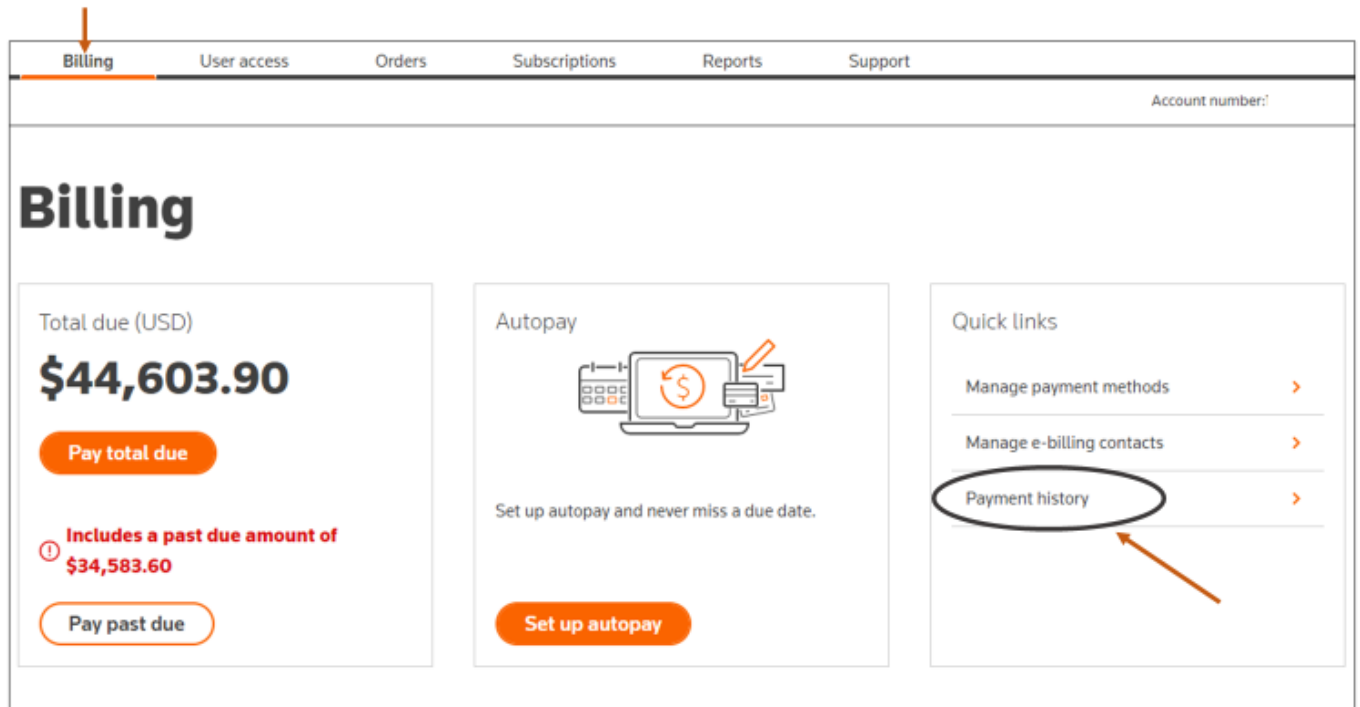 Billing User access Orders Subscriptions Reports Support
Account number:
Billing
Total due (USD)
$44,603.90
Pay total due
Includes a past due amount of
$34,583.60
Pay past due
Autopay
Set up autopay and never miss a due date.
Set up autopay
Quick links
Manage payment methods
Manage e-billing contacts
Payment history